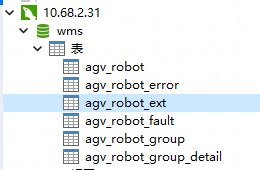 10.68.2.31
wms
表
agv_robot
agv_robot_error
agv_robot_ext
agv_robot_fault
agv_robot_group
agv_robot_group_detail